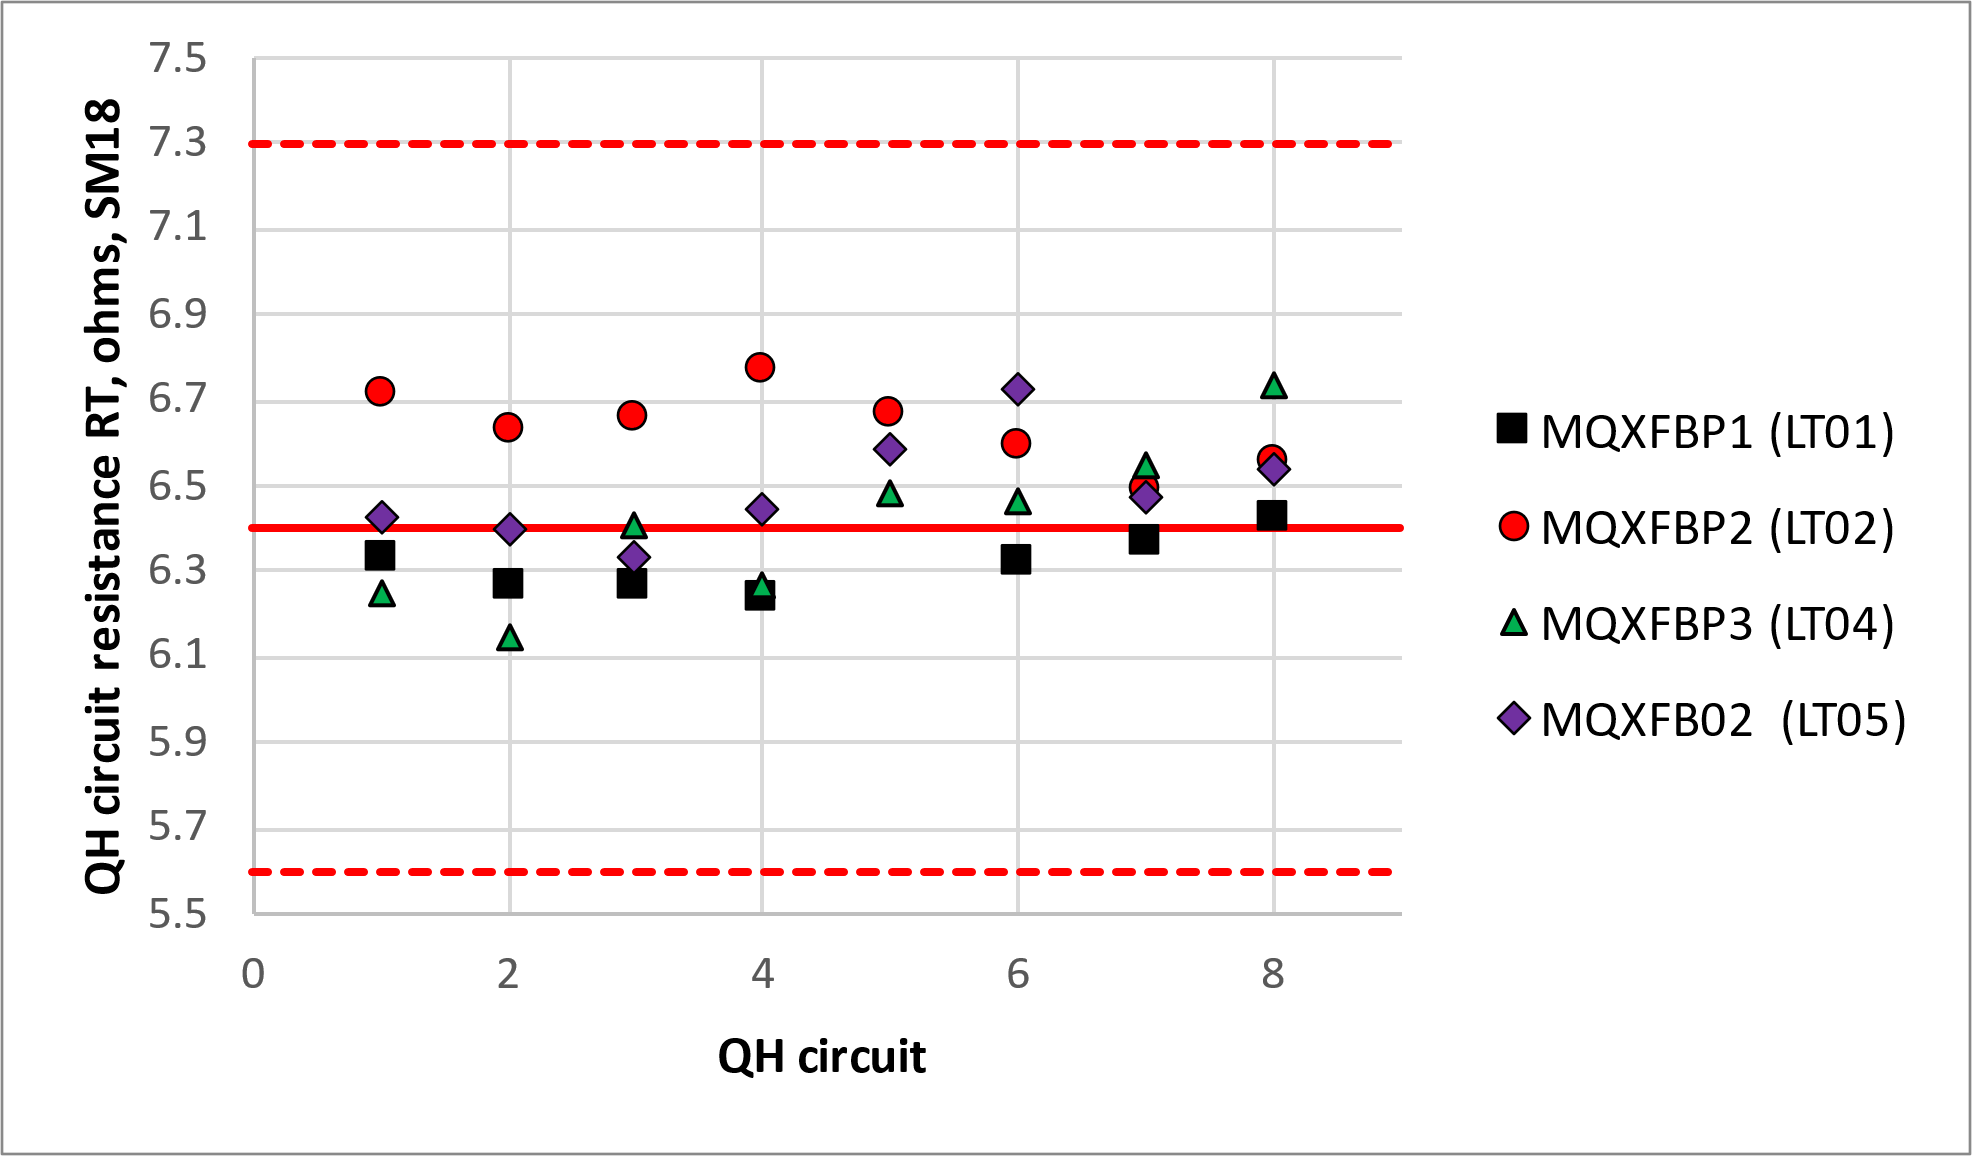 QH circuit resistance RT, ohms, SM18
7.5
7.3
7.1
6.9
6.7
6.5
6.3
6.1
5.9
5.7
5.5
0 2 4 6 8
QH circuit
MQXFBP1 (LT01)
MQXFBP2 (LT02)
MQXFBP3 (LT04)
MQXFB02 (LT05)